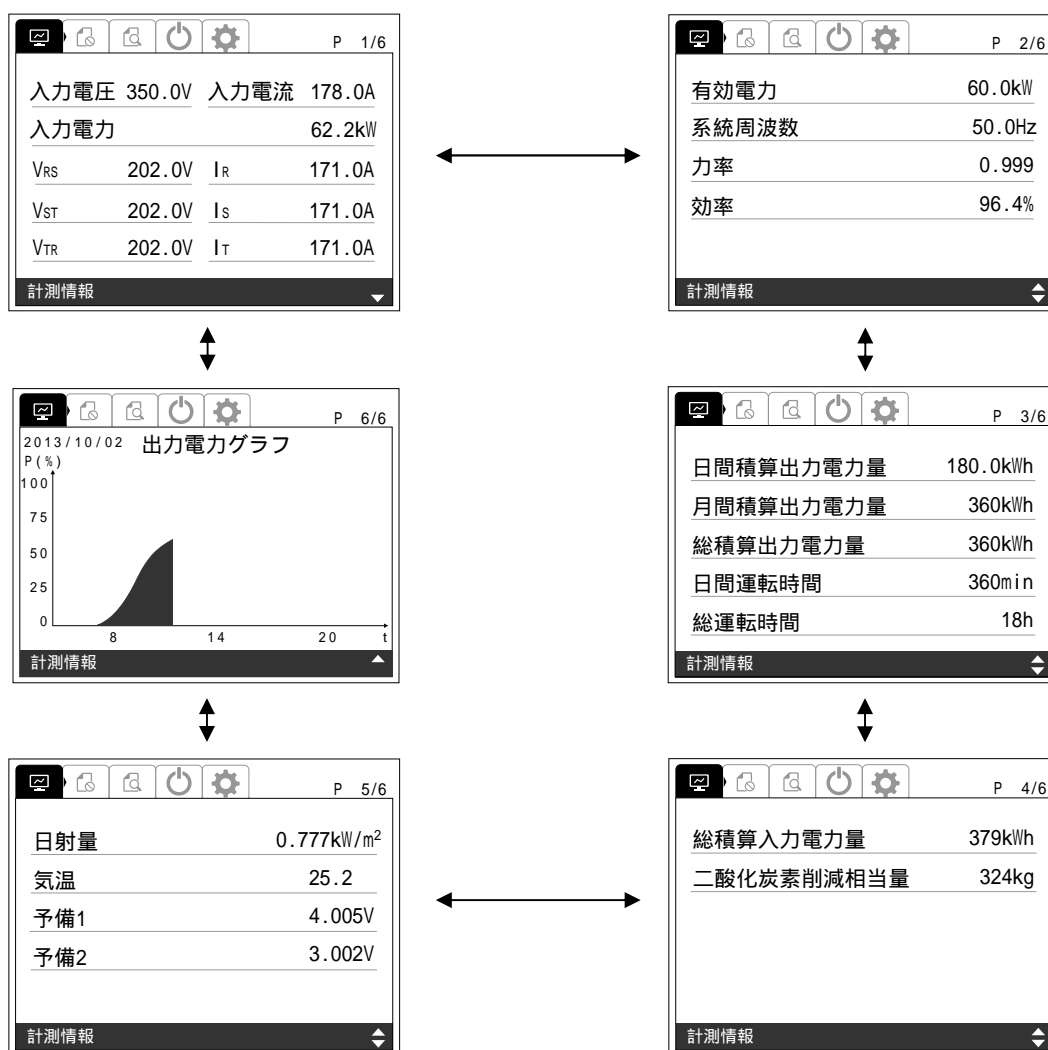 P 1/6
入力電圧 350.0V 入力電流 178.0A
入力電力 62.2kW
VRS 202.0V IR 171.0A
VST 202.0V IS 171.0A
VTR 202.0V IT 171.0A
計測情報
P 2/6
有効電力 60.0kW
系統周波数 50.0Hz
力率 0.999
効率 96.4%
計測情報
P 6/6
2013/10/02 出力電力グラフ
P(%)
100
75
50
25
0
8 14 20 t
計測情報
P 3/6
日間積算出力電力量 180.0kWh
月間積算出力電力量 360kWh
総積算出力電力量 360kWh
日間運転時間 360min
総運転時間 18h
計測情報
P 5/6
日射量 0.777kW/m²
気温 25.2
予備1 4.005V
予備2 3.002V
計測情報
P 4/6
総積算入力電力量 379kWh
二酸化炭素削減相当量 324kg
計測情報